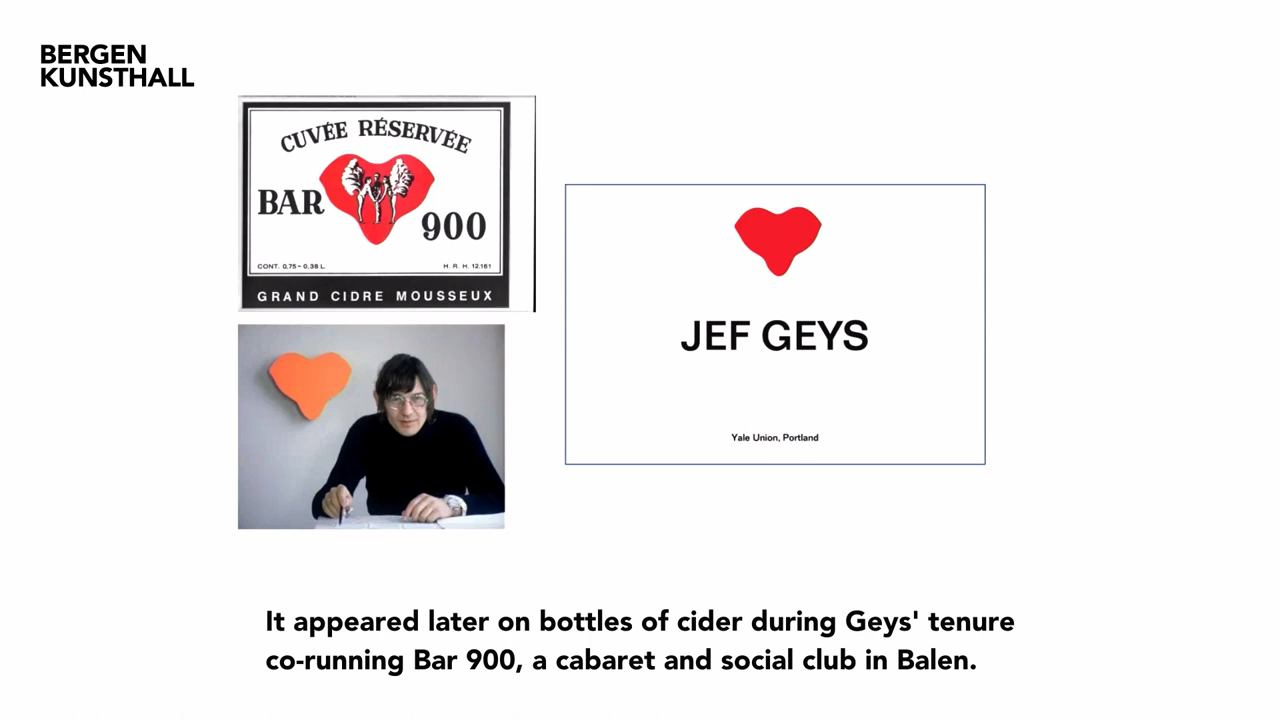 BERGEN
KUNSTHALL
CUVÉE RÉSERVÉE
BAR
900
CONT. 0,75 - 0,38 L.
H. R. H. 12.161
GRAND CIDRE MOUSSEUX
JEF GEYS
Yale Union, Portland
It appeared later on bottles of cider during Geys' tenure
co-running Bar 900, a cabaret and social club in Balen.